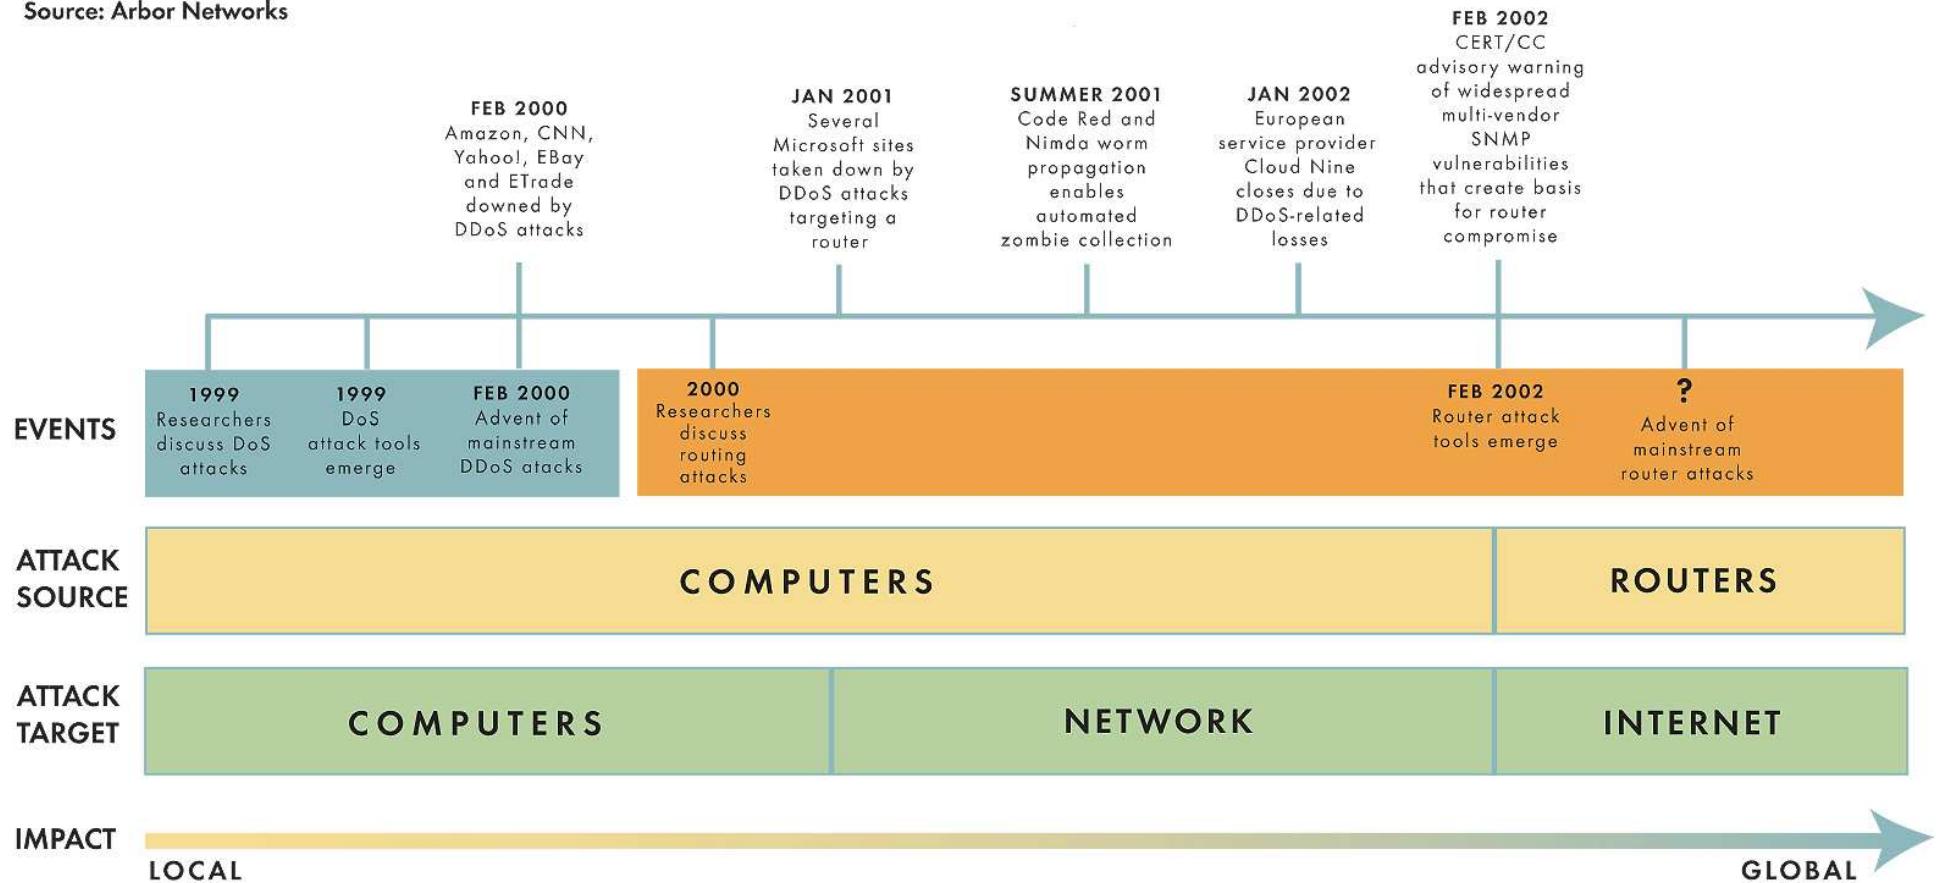 Source: Arbor Networks
FEB 2000
Amazon, CNN,
Yahoo!, EBay
and ETrade
downed by
DDoS attacks
JAN 2001
Several
Microsoft sites
taken down by
DDoS attacks
targeting a
router
SUMMER 2001
Code Red and
Nimda worm
propagation
enables
automated
zombie collection
JAN 2002
European
service provider
Cloud Nine
closes due to
DDoS-related
losses
FEB 2002
CERT/CC
advisory warning
of widespread
multi-vendor
SNMP
vulnerabilities
that create basis
for router
compromise
EVENTS
1999
Researchers
discuss DoS
attacks
1999
DoS
attack tools
emerge
FEB 2000
Advent of
mainstream
DDoS atacks
2000
Researchers
discuss
routing
attacks
FEB 2002
Router attack
tools emerge
?
Advent of
mainstream
router attacks
ATTACK
SOURCE
COMPUTERS
ROUTERS
ATTACK
TARGET
COMPUTERS
NETWORK
INTERNET
IMPACT
LOCAL
GLOBAL